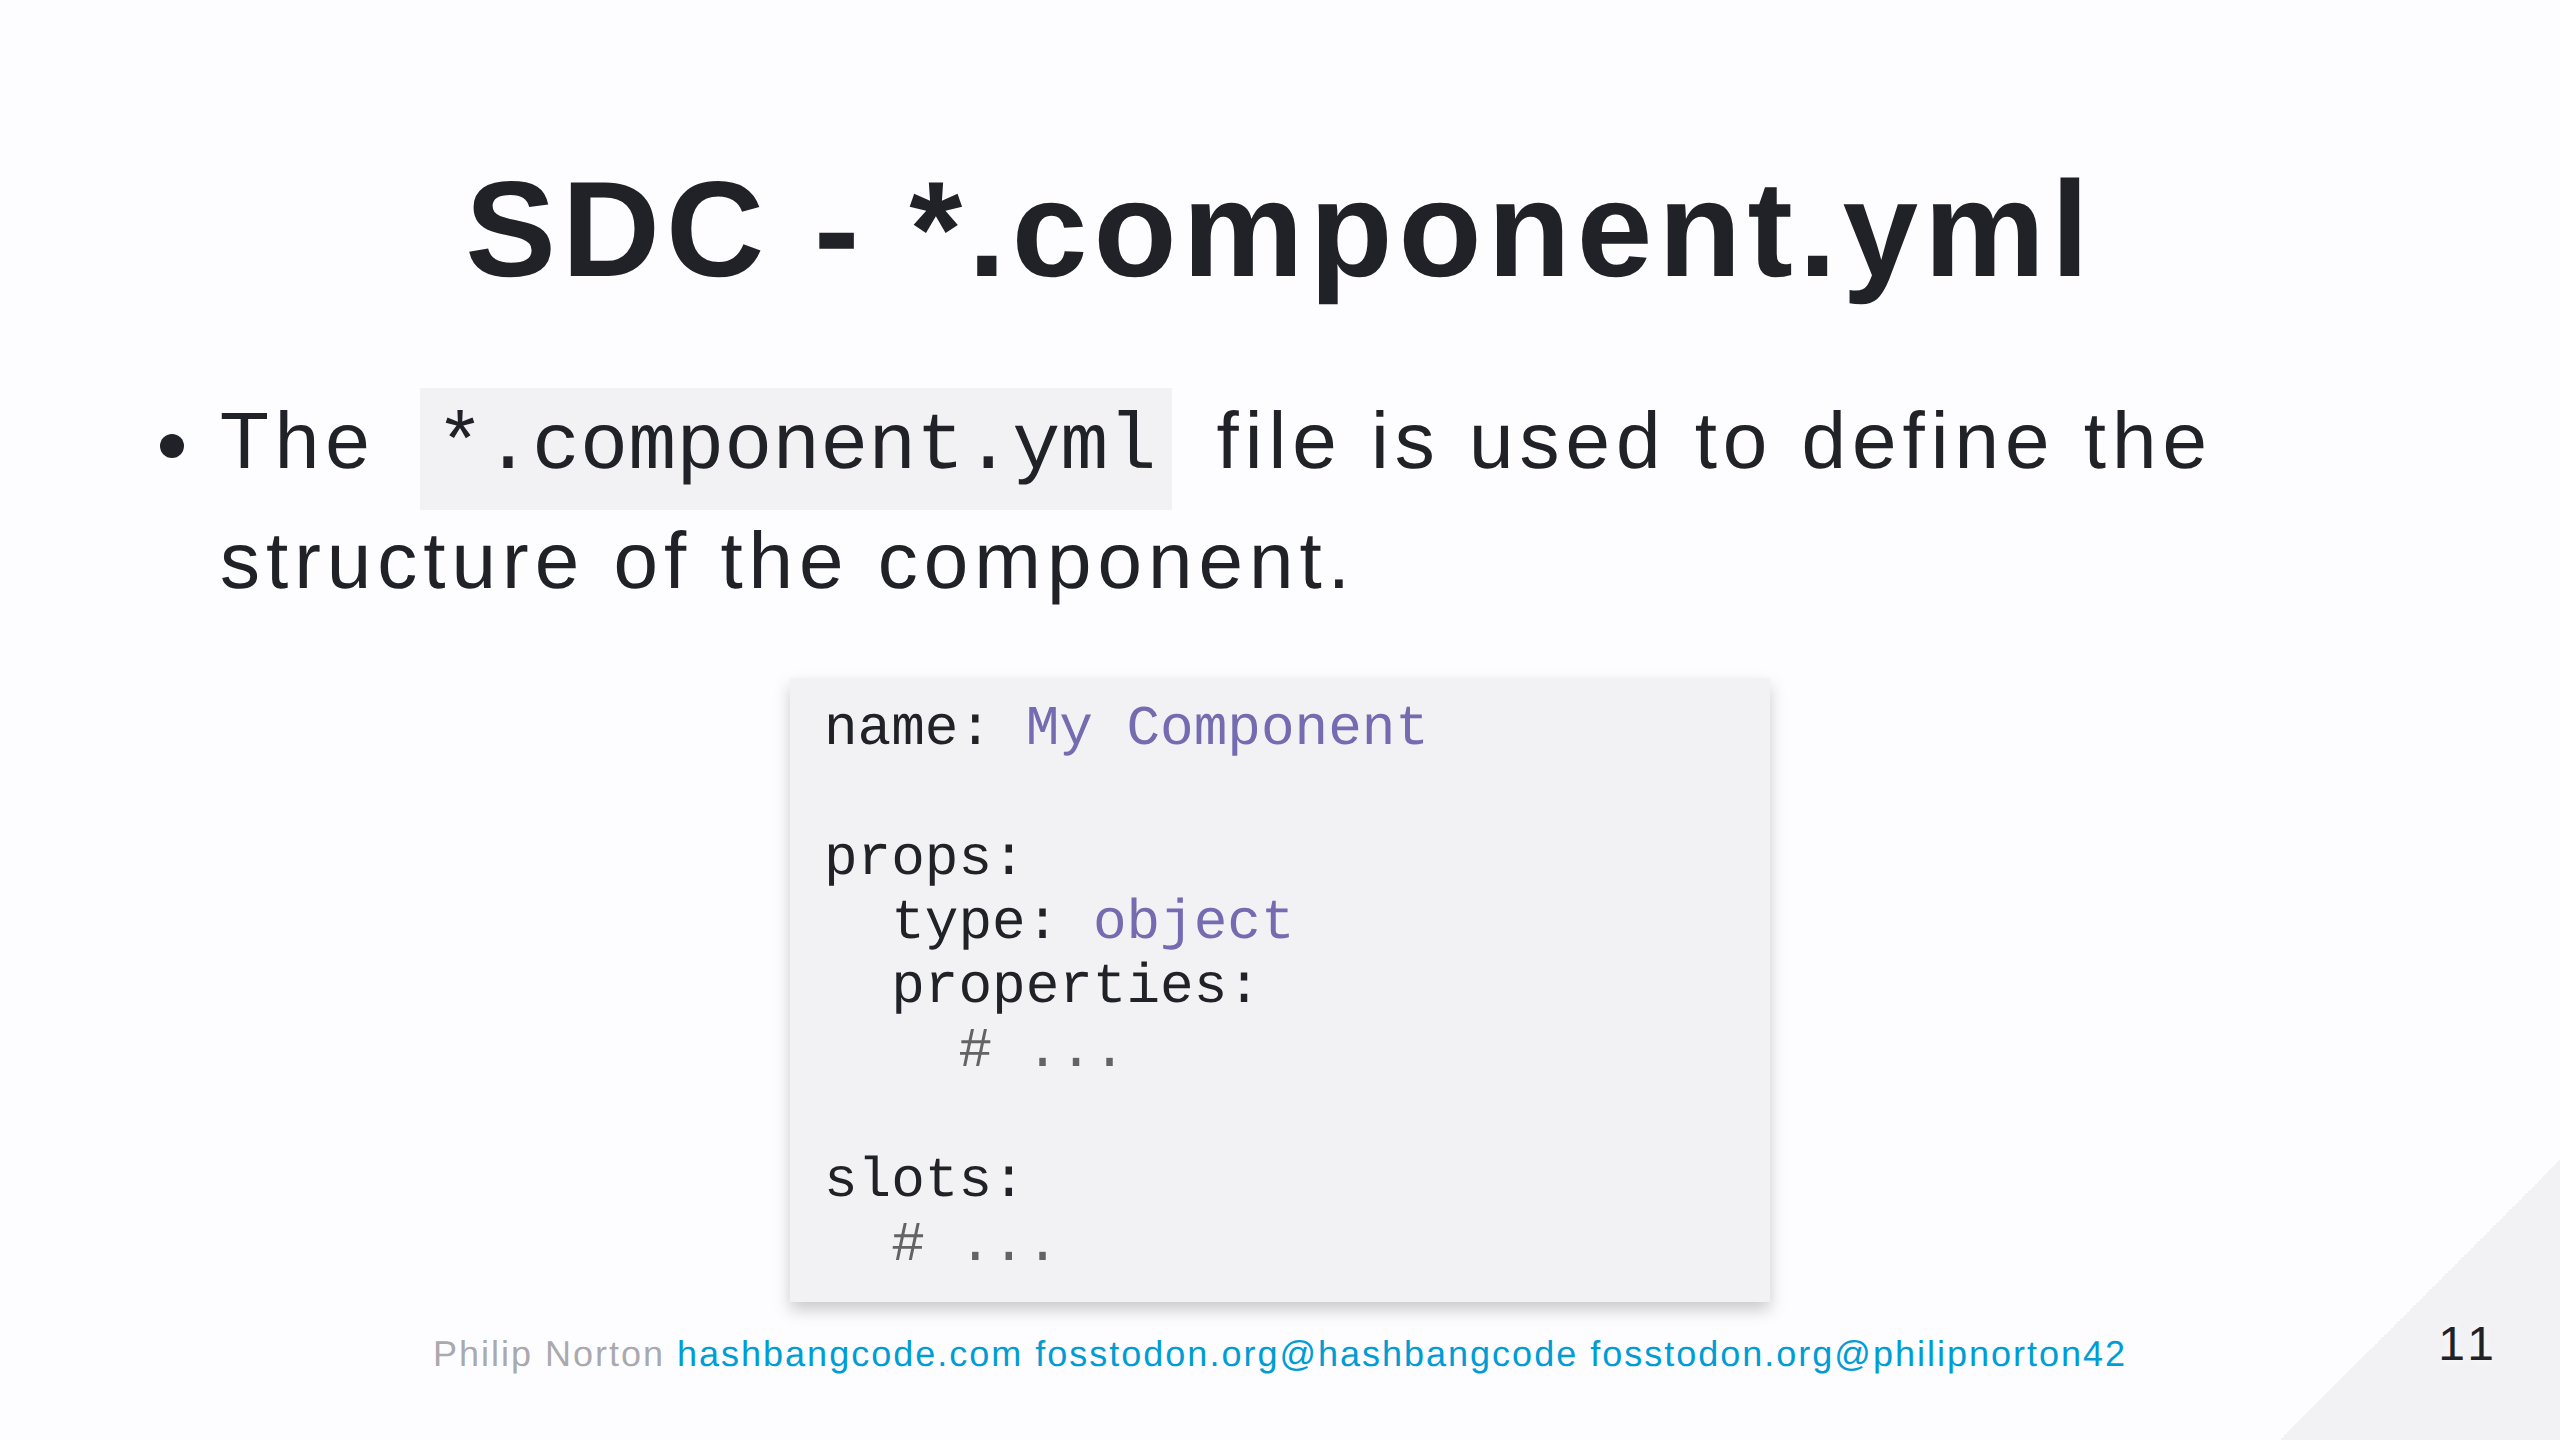 SDC - *.component.yml
• The *.component.yml file is used to define the
structure of the component.
name: My Component

props:
  type: object
  properties:
    # ...

slots:
  # ...
Philip Norton hashbangcode.com fosstodon.org@hashbangcode fosstodon.org@philipnorton42
11